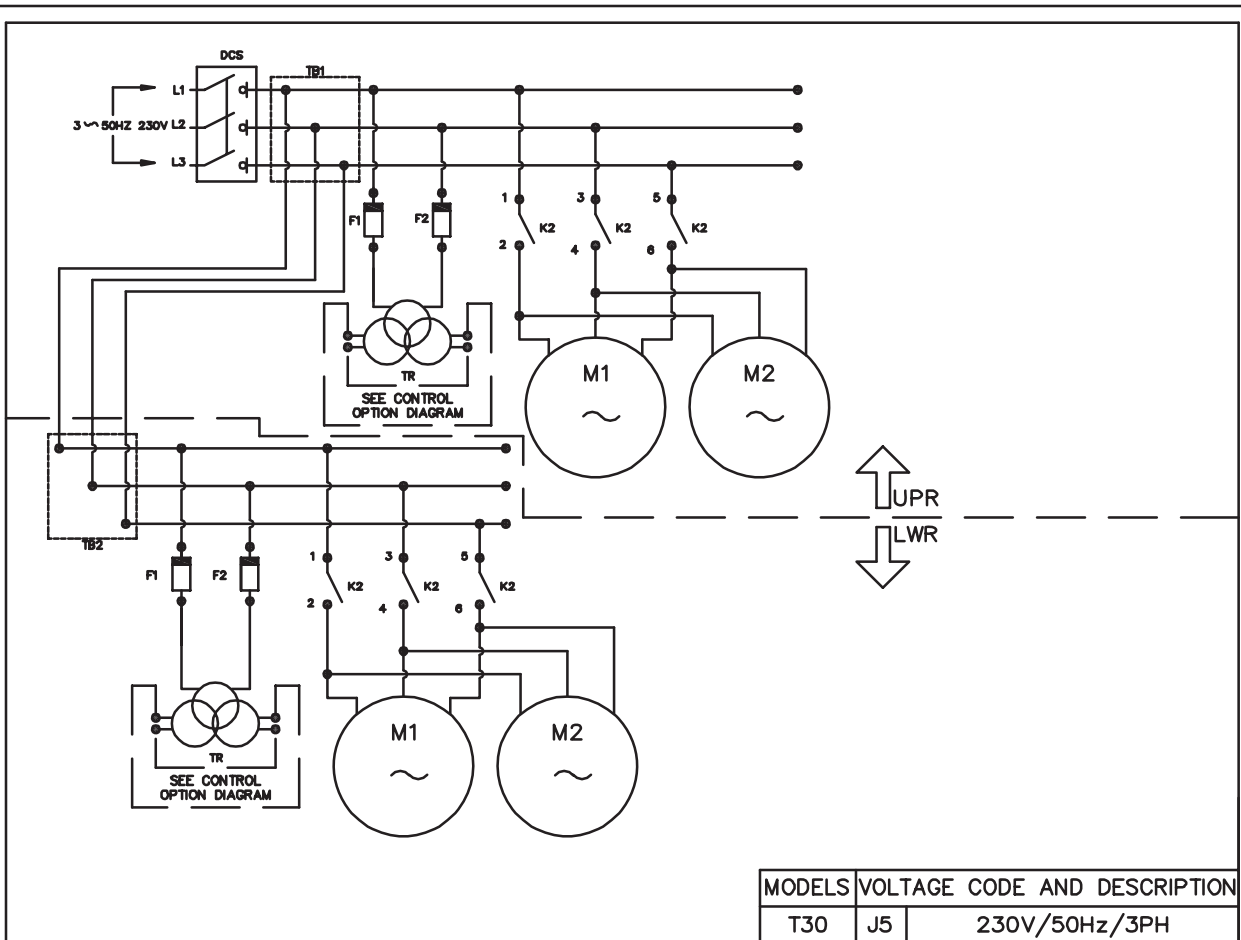 DCS
TB1
L1
3 ~ 50HZ 230V L2
L3
F1
F2
1
K2
2
3
K2
4
5
K2
6
TR
SEE CONTROL
OPTION DIAGRAM
M1
M2
UPR
LWR
TB2
F1
F2
1
K2
2
3
K2
4
5
K2
6
TR
SEE CONTROL
OPTION DIAGRAM
M1
M2
MODELS VOLTAGE CODE AND DESCRIPTION
T30 J5 230V/50Hz/3PH